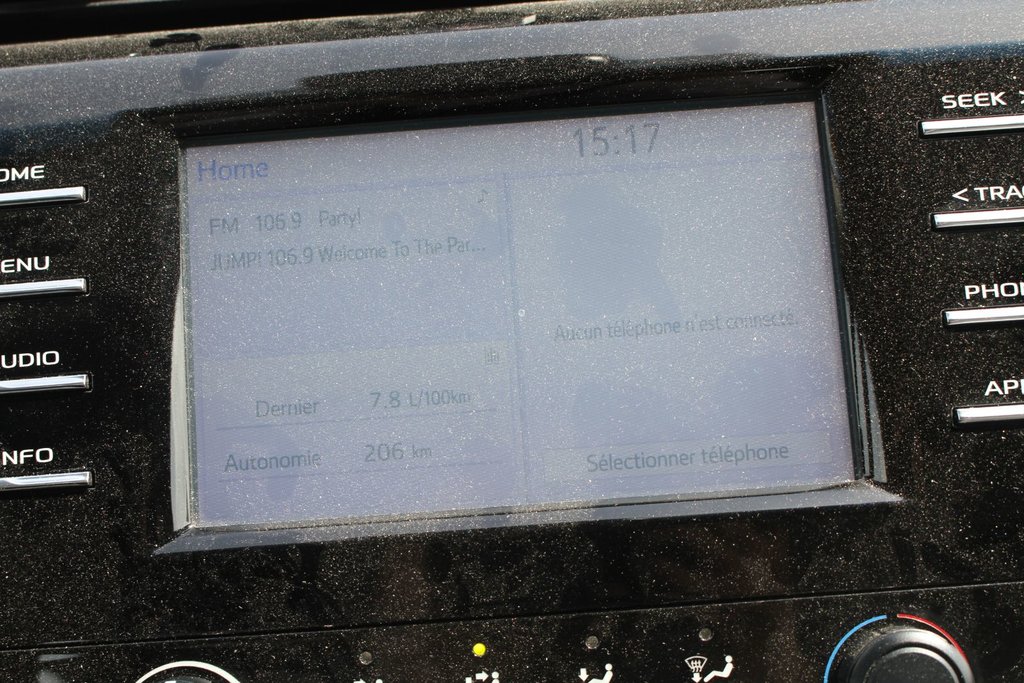 15:17
Home
FM 106.9 Party!
JUMP! 106.9 Welcome To The Par...
Aucun téléphone n'est connecté.
Dernier 7.8 L/100km
Autonomie 206 km
Sélectionner téléphone
OME
ENU
UDIO
NFO
SEEK >
< TRA
PHO
AP